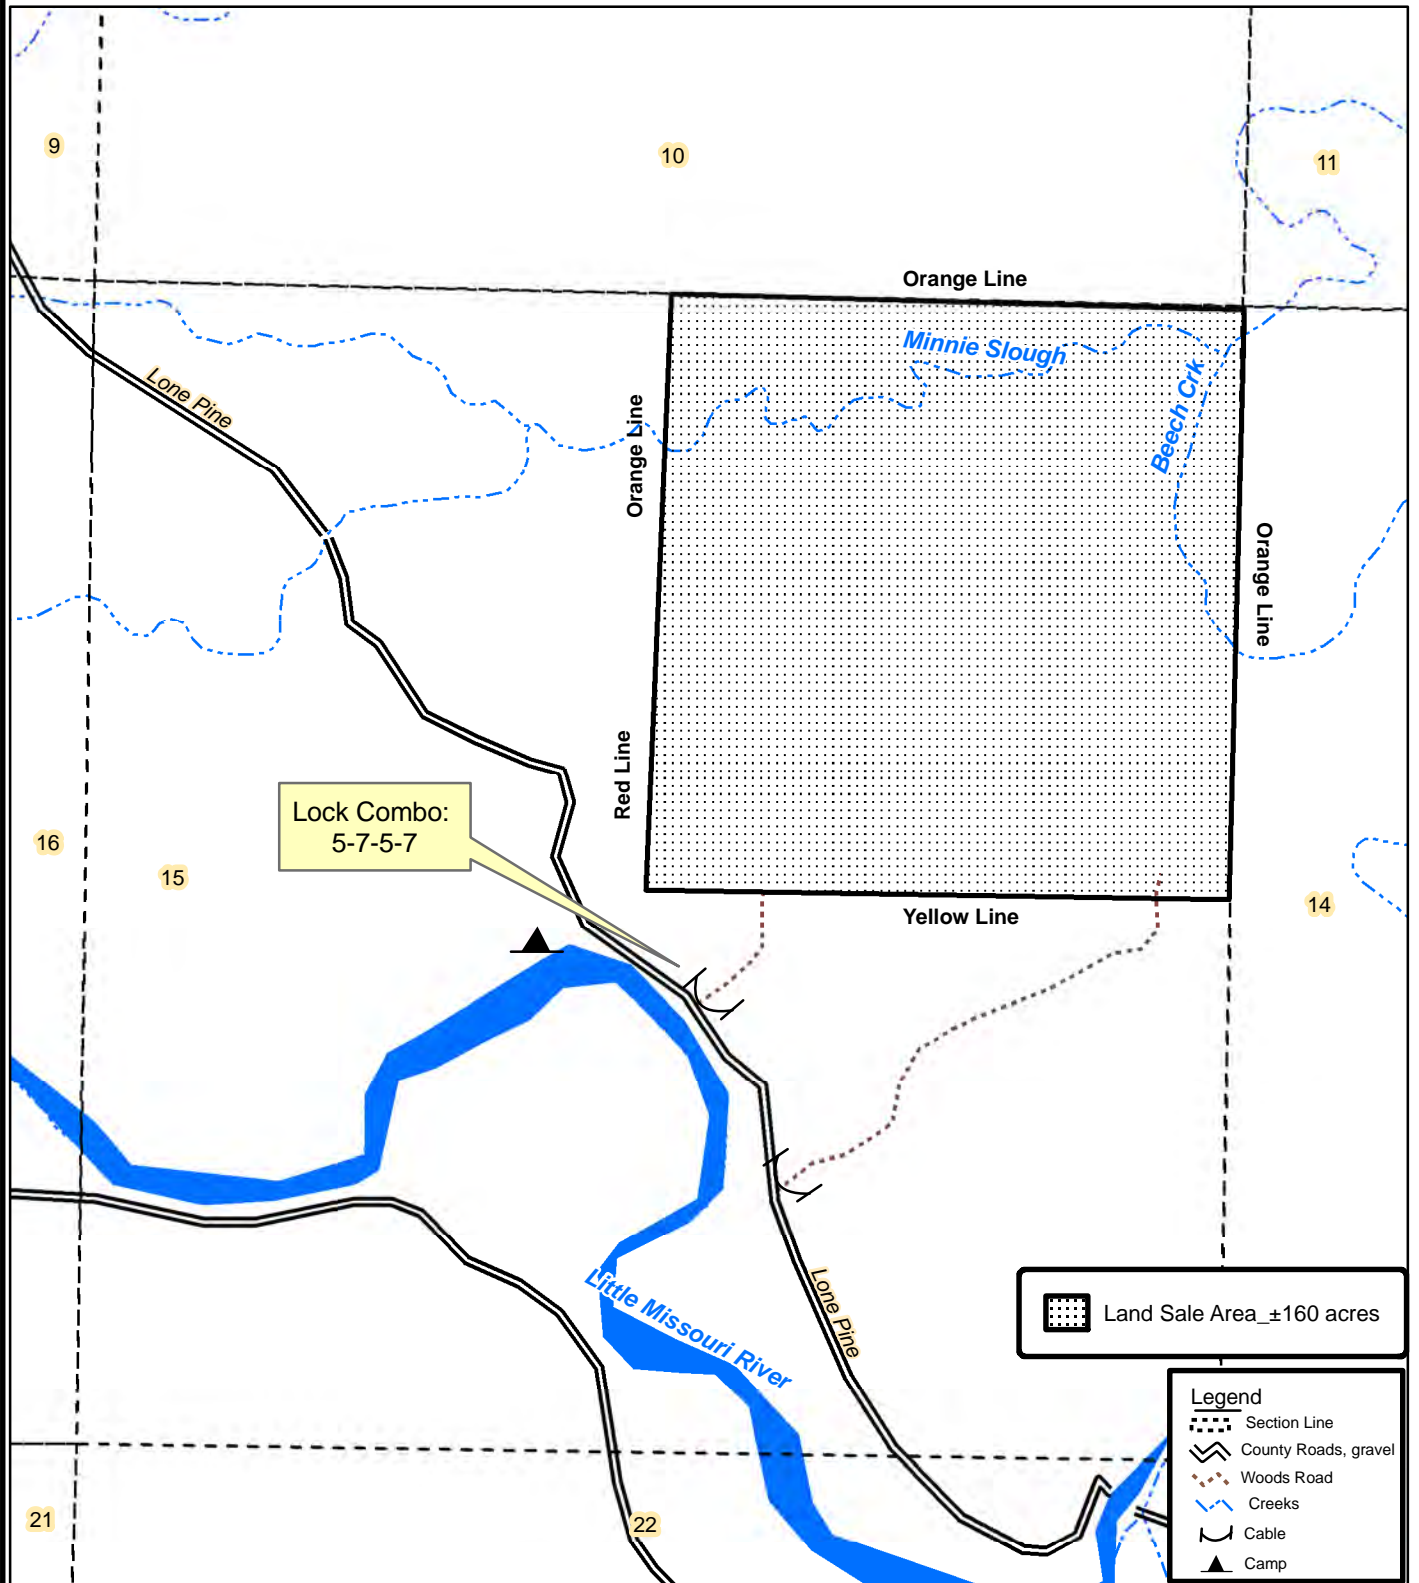 9
10
11
Orange Line
Minnie Slough
Lone Pine
Beech Crk
Orange Line
Orange Line
Red Line
Lock Combo:
5-7-5-7
16
15
14
Yellow Line
Little Missouri River
Lone Pine
Land Sale Area_±160 acres
Legend
Section Line
County Roads, gravel
Woods Road
Creeks
Cable
Camp
21
22